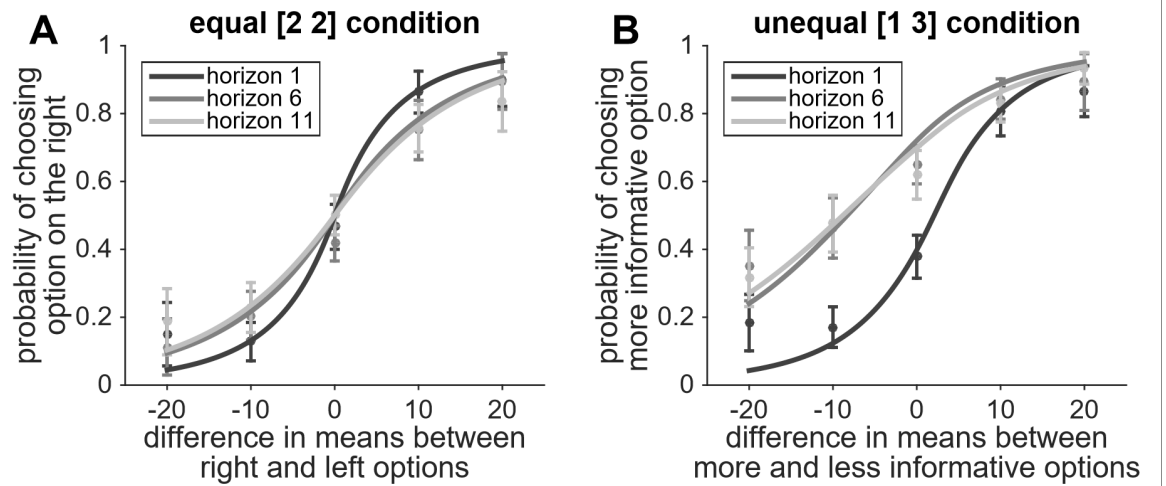 A
equal [2 2] condition
probability of choosing
option on the right
1
0.8
0.6
0.4
0.2
0
horizon 1
horizon 6
horizon 11
-20
-10
0
10
20
difference in means between
right and left options
B
unequal [1 3] condition
probability of choosing
more informative option
1
0.8
0.6
0.4
0.2
0
horizon 1
horizon 6
horizon 11
-20
-10
0
10
20
difference in means between
more and less informative options